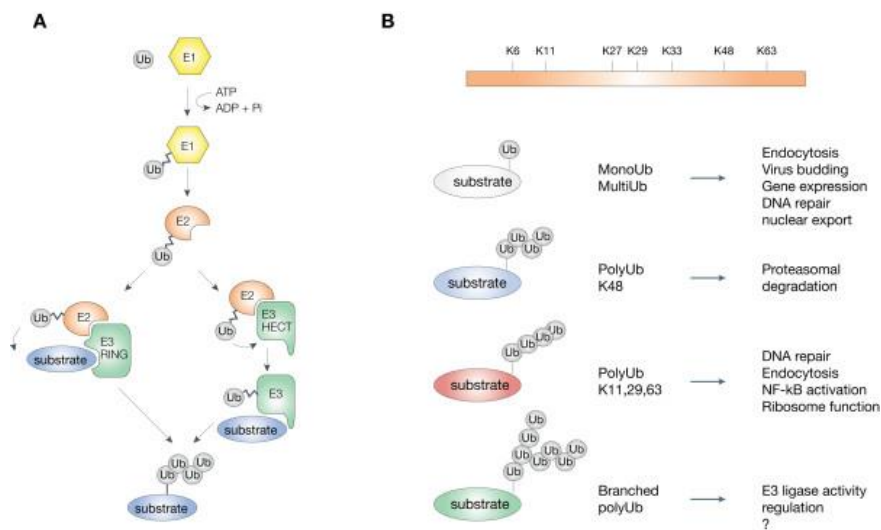 A
Ub
E1
ATP
ADP + Pi
E1
Ub
E2
Ub
Ub
E2
E3
RING
substrate
E2
Ub
E3
HECT
Ub
E3
substrate
Ub
Ub
Ub
Ub
Ub
substrate
B
K6 K11 K27 K29 K33 K48 K63
Ub
substrate
MonoUb
MultiUb
Endocytosis
Virus budding
Gene expression
DNA repair
nuclear export
Ub
Ub
Ub
Ub
substrate
PolyUb
K48
Proteasomal
degradation
Ub
Ub
Ub
Ub
substrate
PolyUb
K11,29,63
DNA repair
Endocytosis
NF-kB activation
Ribosome function
Ub
Ub
Ub
Ub
Ub
Ub
Ub
Ub
substrate
Branched
polyUb
E3 ligase activity
regulation
?